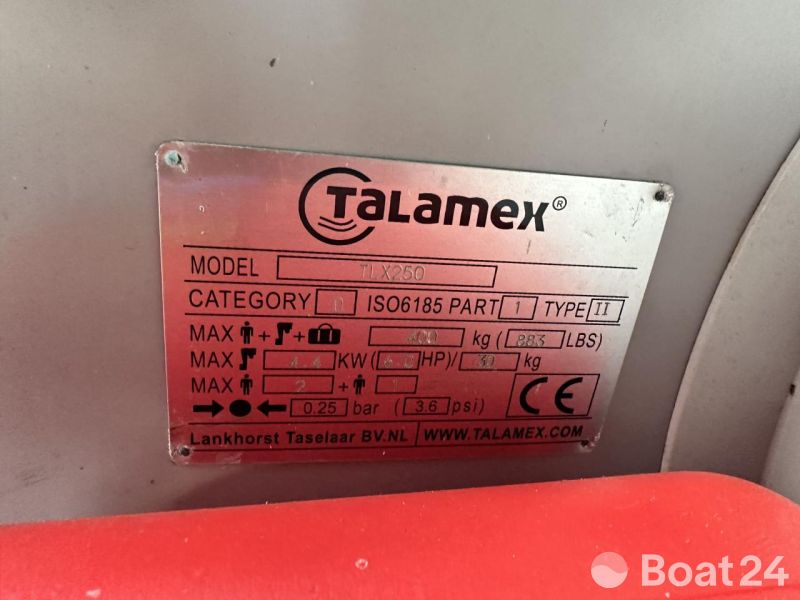 TaLamex®
MODEL TLX250
CATEGORY D ISO6185 PART 1 TYPE II
MAX + + 400 kg (883 LBS)
MAX 4.4 KW (6.0 HP)/ 30 kg
MAX 2 + 1
0.25 bar (3.6 psi)
CE
Lankhorst Taselaar BV.NL WWW.TALAMEX.COM
Boat24